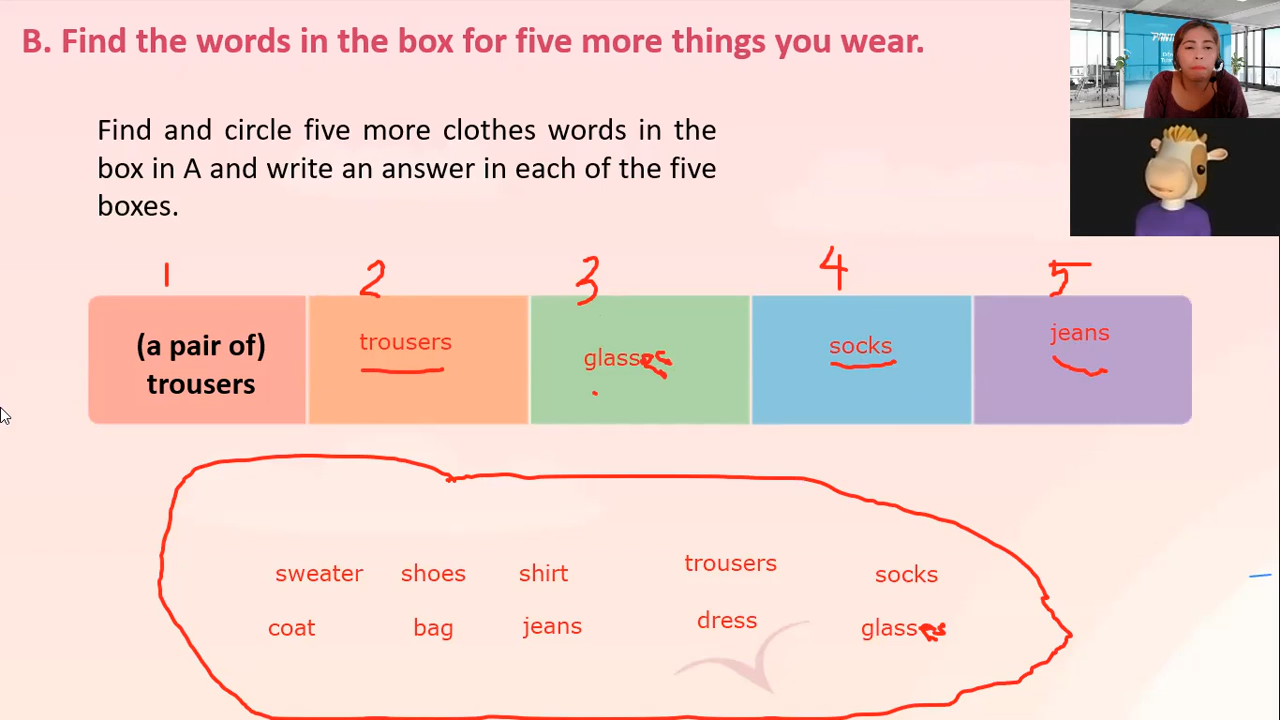 B. Find the words in the box for five more things you wear.
Find and circle five more clothes words in the
box in A and write an answer in each of the five
boxes.
1 2 3 4 5
(a pair of)
trousers
trousers
glasses
socks
jeans
sweater shoes shirt trousers socks
coat bag jeans dress glasses